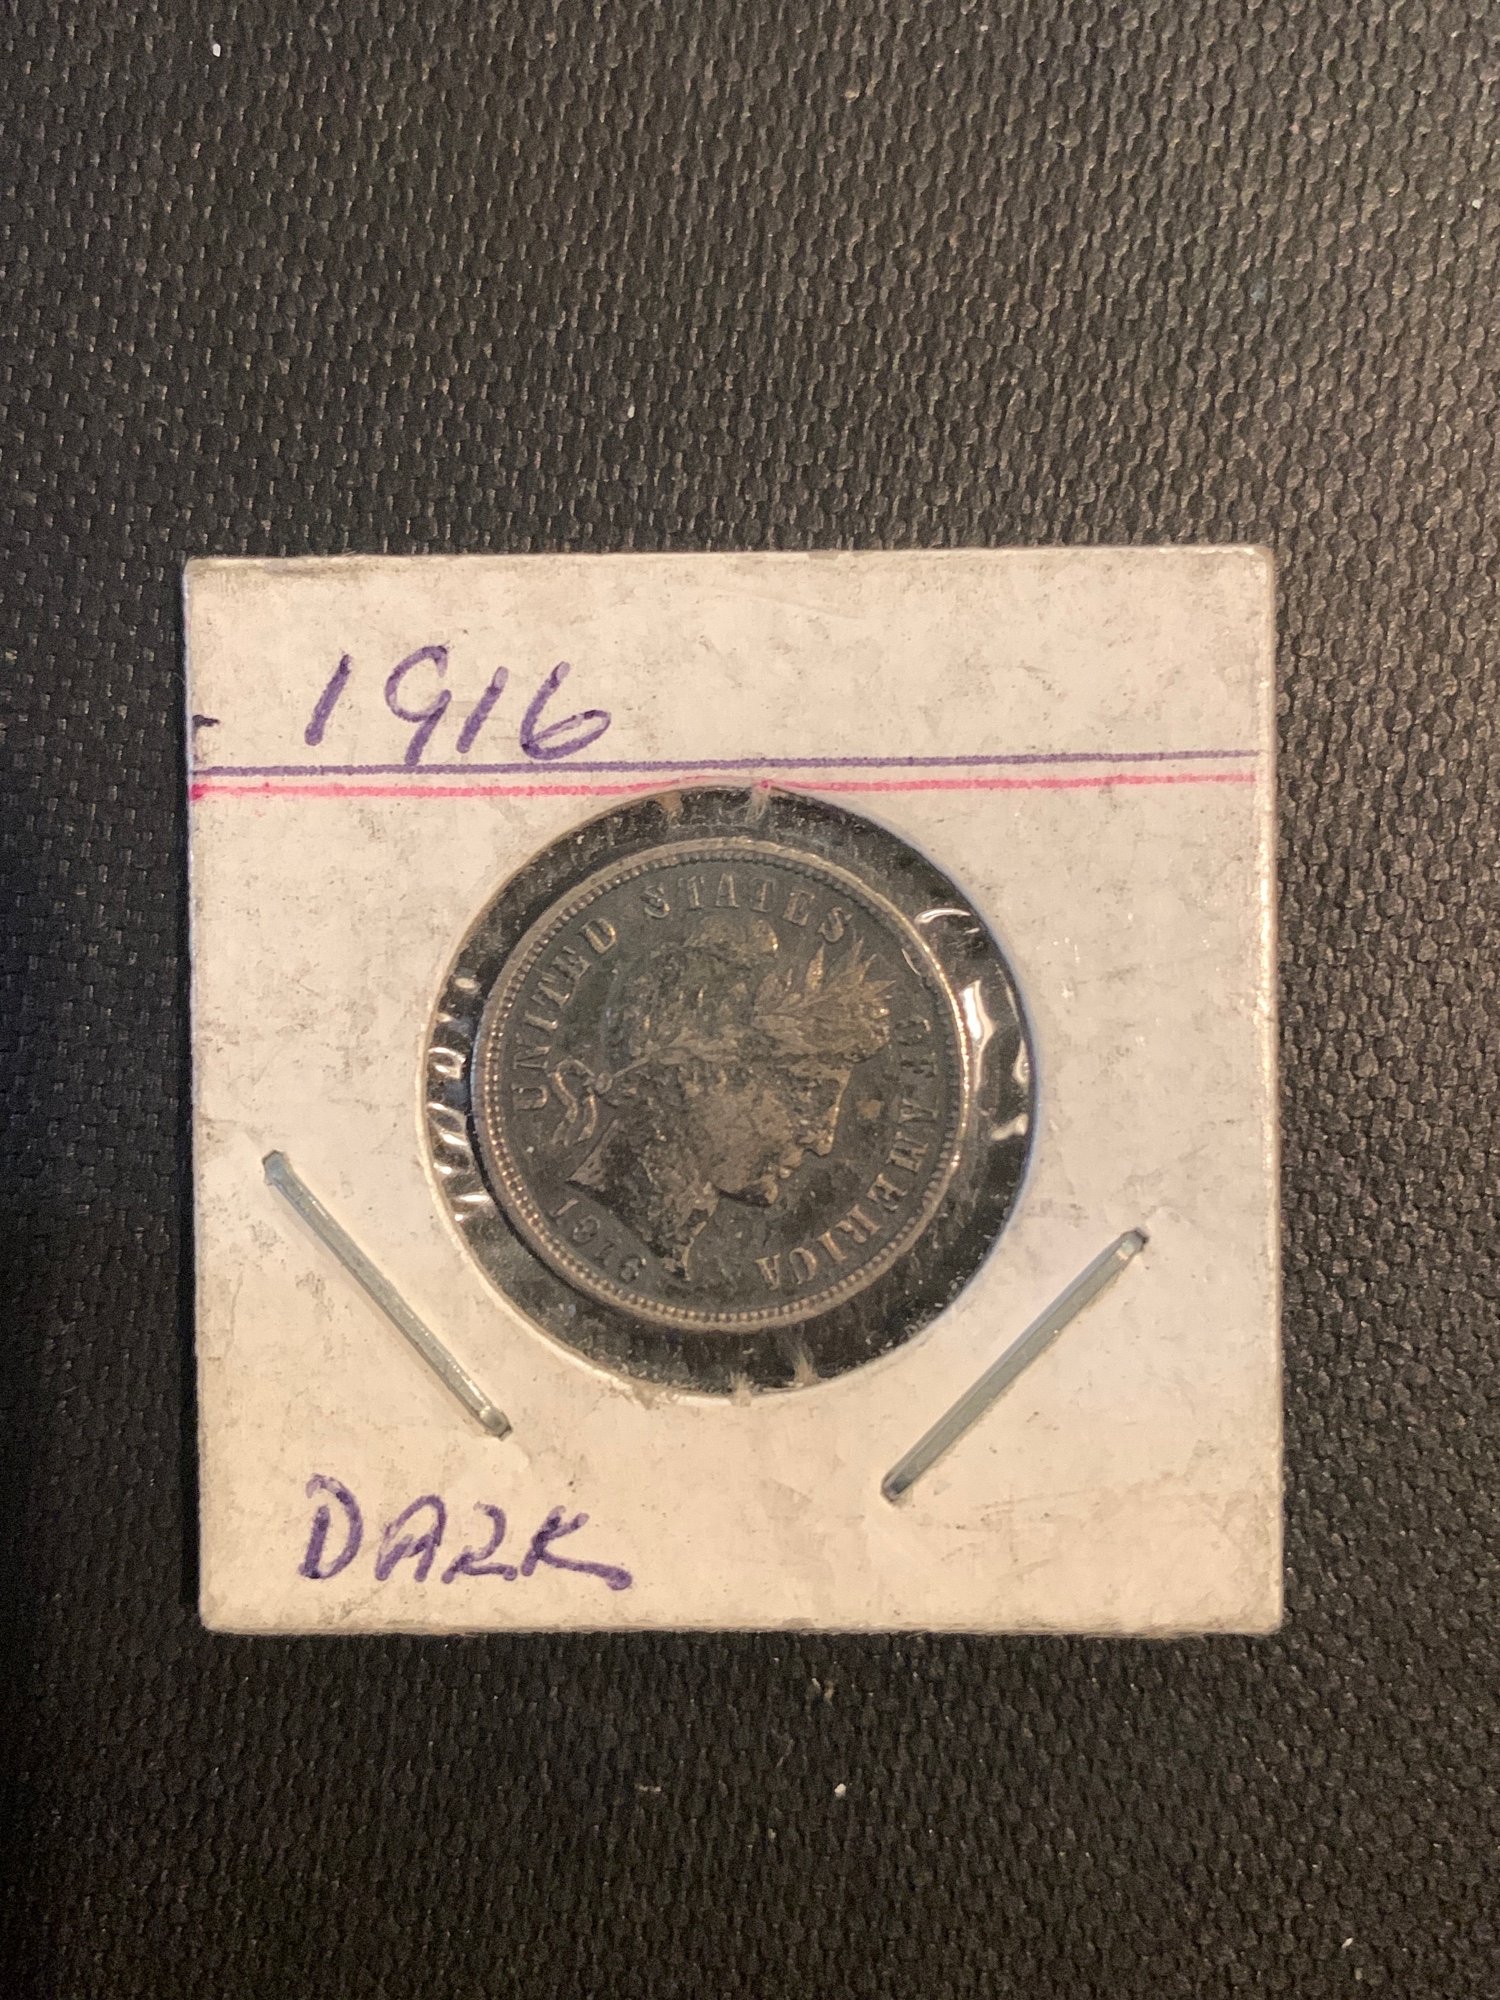 1916
UNITED STATES OF AMERICA
1916
DARK